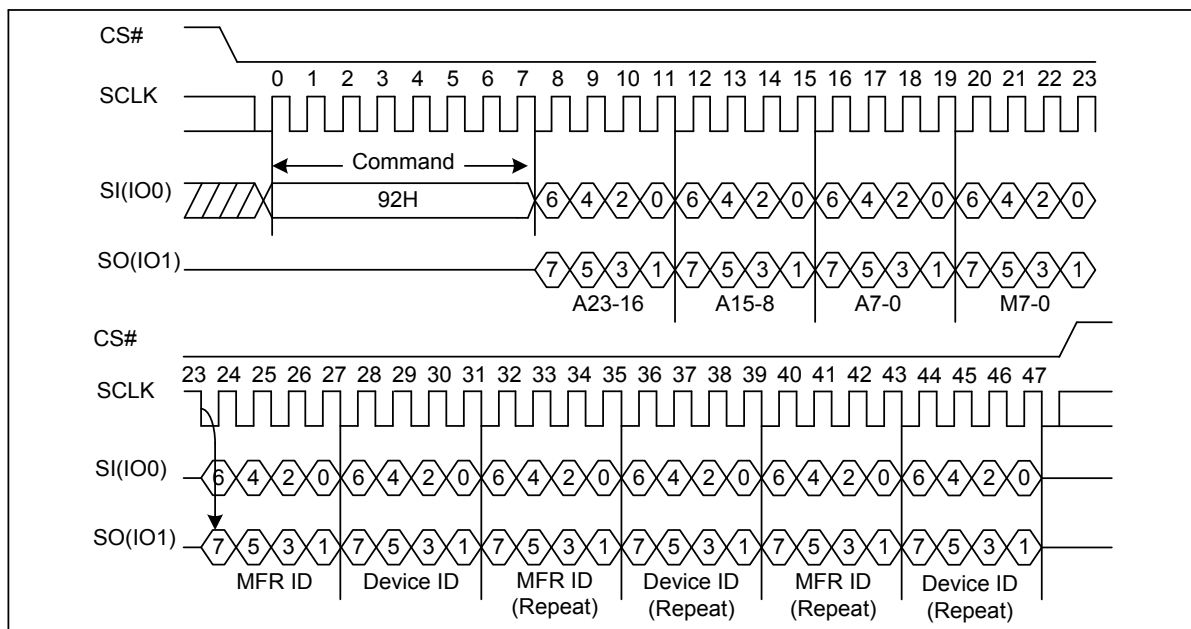 CS#
0 1 2 3 4 5 6 7 8 9 10 11 12 13 14 15 16 17 18 19 20 21 22 23
SCLK
Command
SI(IO0) 92H 6 4 2 0 6 4 2 0 6 4 2 0 6 4 2 0
SO(IO1) 7 5 3 1 7 5 3 1 7 5 3 1 7 5 3 1
A23-16 A15-8 A7-0 M7-0
CS#
23 24 25 26 27 28 29 30 31 32 33 34 35 36 37 38 39 40 41 42 43 44 45 46 47
SCLK
SI(IO0) 6 4 2 0 6 4 2 0 6 4 2 0 6 4 2 0 6 4 2 0 6 4 2 0
SO(IO1) 7 5 3 1 7 5 3 1 7 5 3 1 7 5 3 1 7 5 3 1 7 5 3 1
MFR ID Device ID MFR ID Device ID MFR ID Device ID
(Repeat) (Repeat) (Repeat) (Repeat)